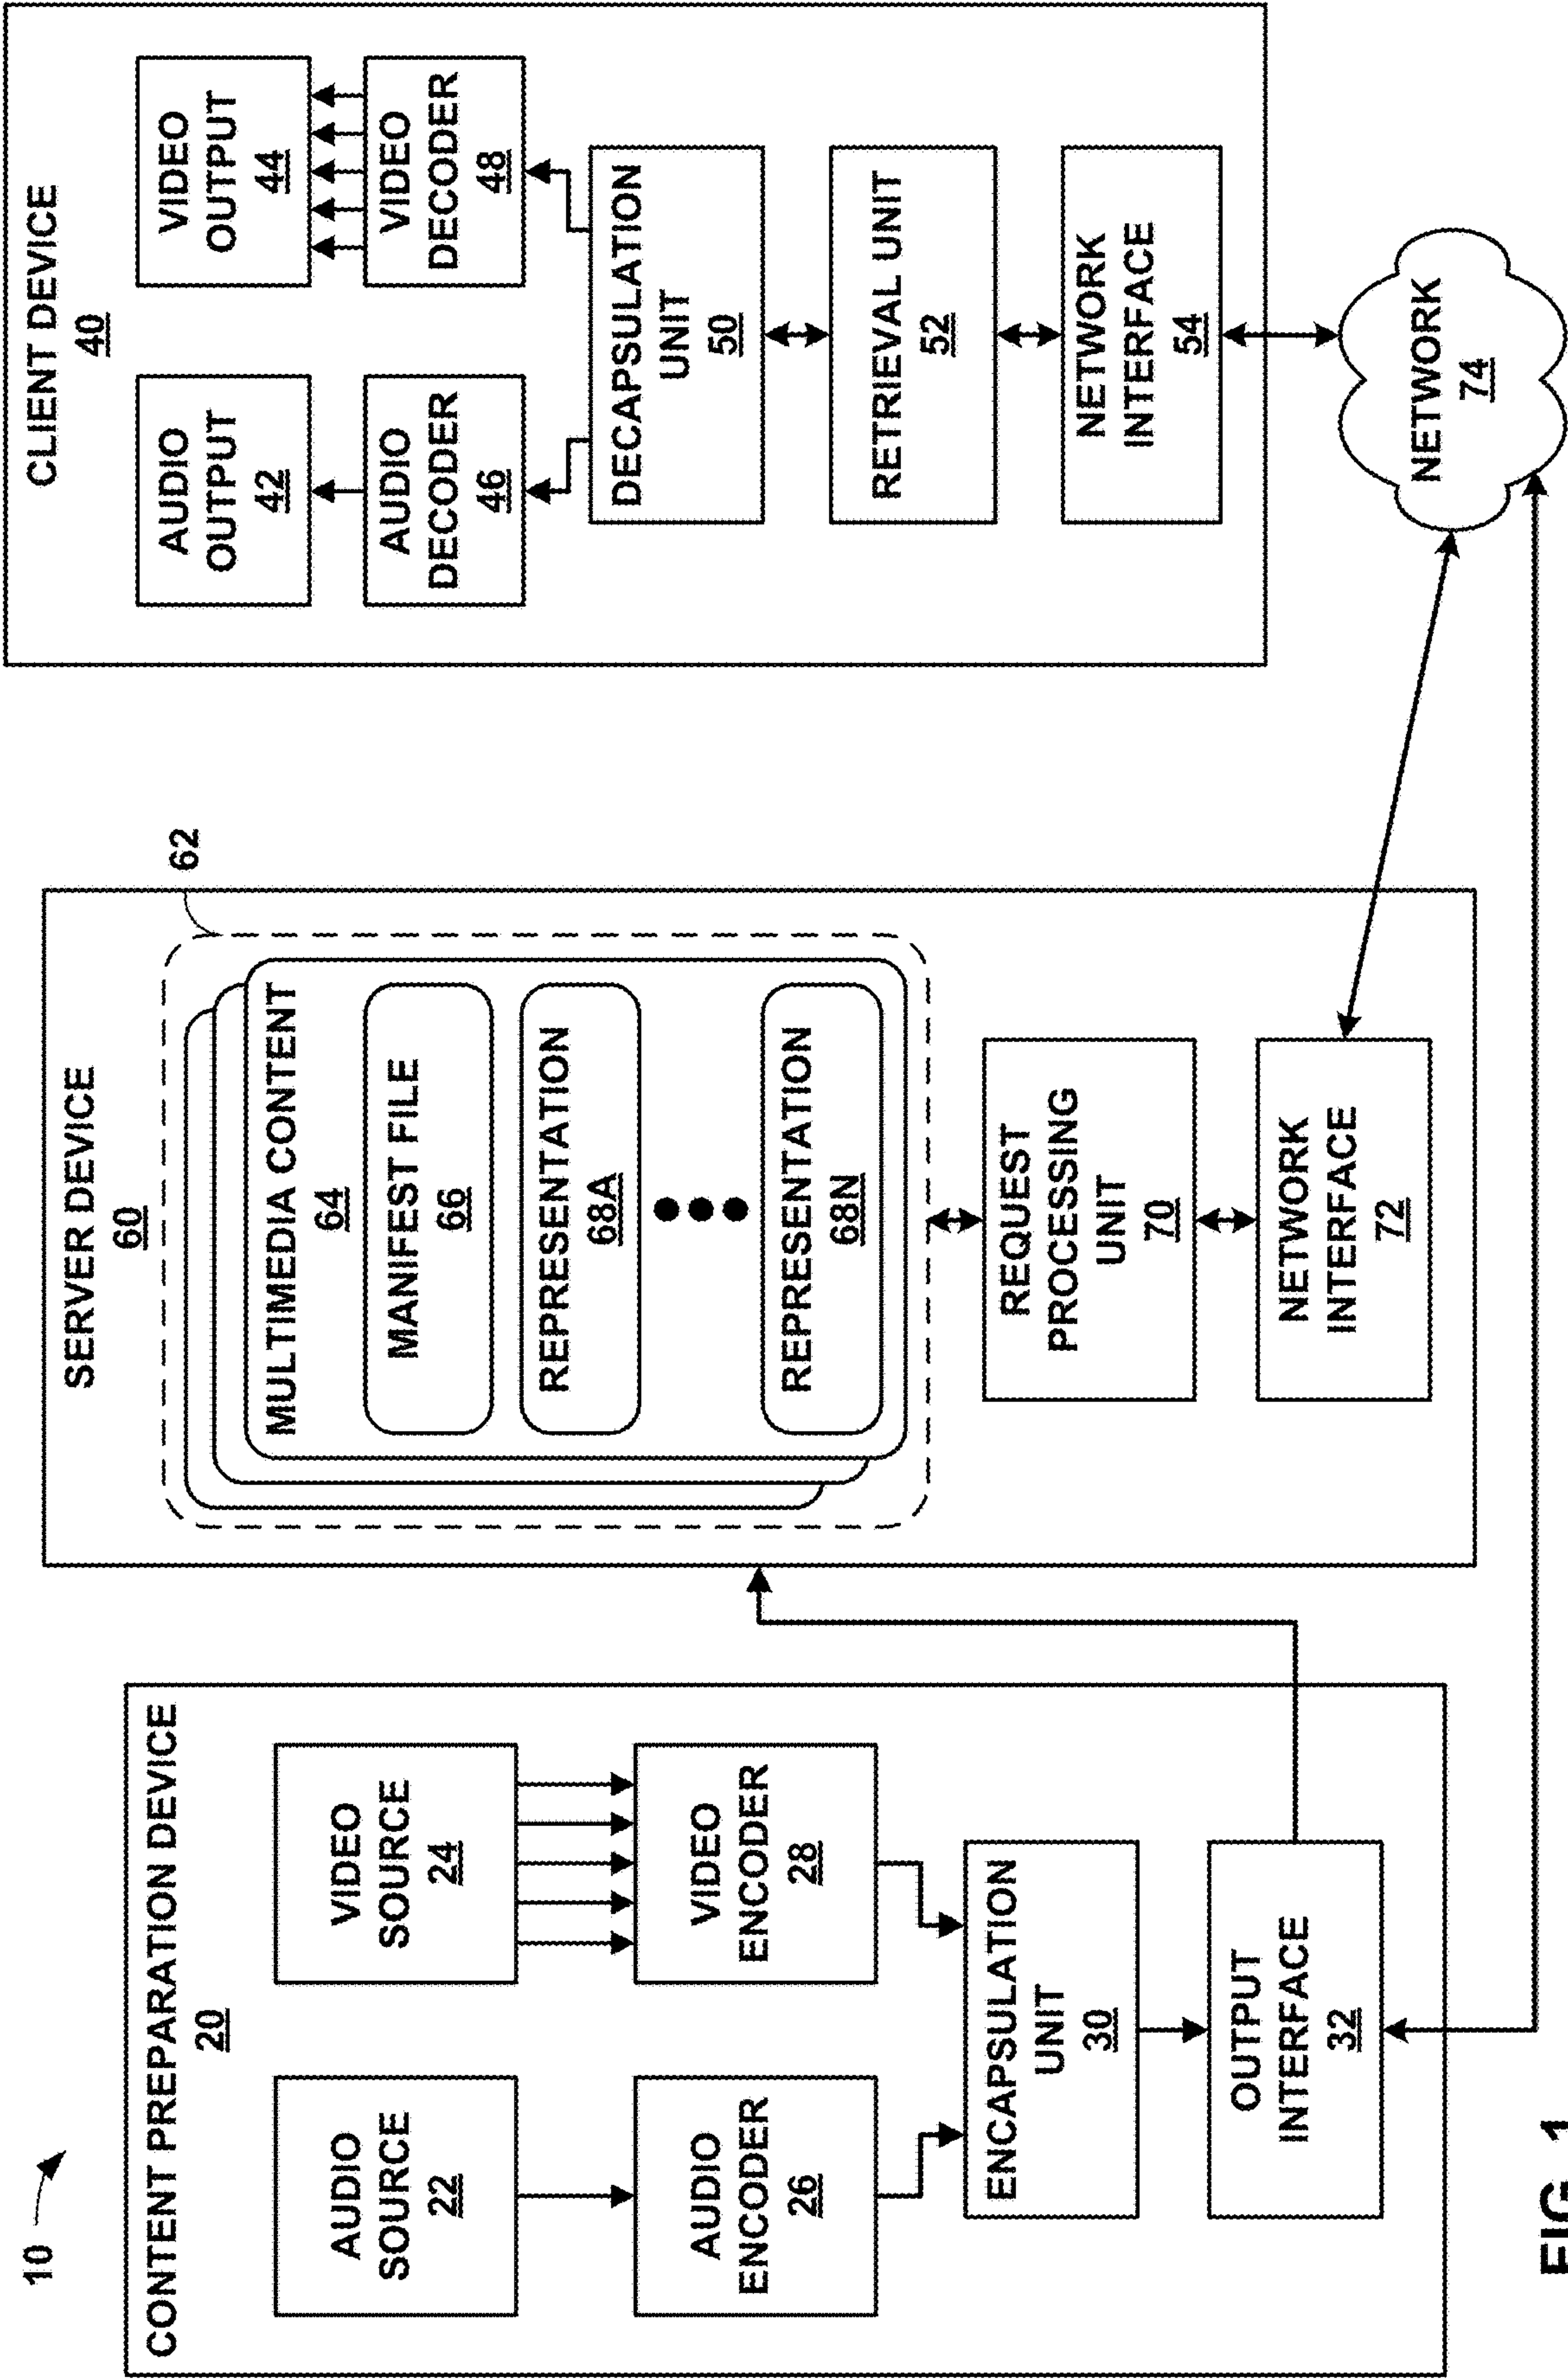 10
CONTENT PREPARATION DEVICE
20
AUDIO
SOURCE
22
VIDEO
SOURCE
24
AUDIO
ENCODER
26
VIDEO
ENCODER
28
ENCAPSULATION
UNIT
30
OUTPUT
INTERFACE
32
SERVER DEVICE
60
62
MULTIMEDIA CONTENT
64
MANIFEST FILE
66
REPRESENTATION
68A
REPRESENTATION
68N
REQUEST
PROCESSING
UNIT
70
NETWORK
INTERFACE
72
CLIENT DEVICE
40
AUDIO
OUTPUT
42
VIDEO
OUTPUT
44
AUDIO
DECODER
46
VIDEO
DECODER
48
DECAPSULATION
UNIT
50
RETRIEVAL UNIT
52
NETWORK
INTERFACE
54
NETWORK
74
FIG. 1